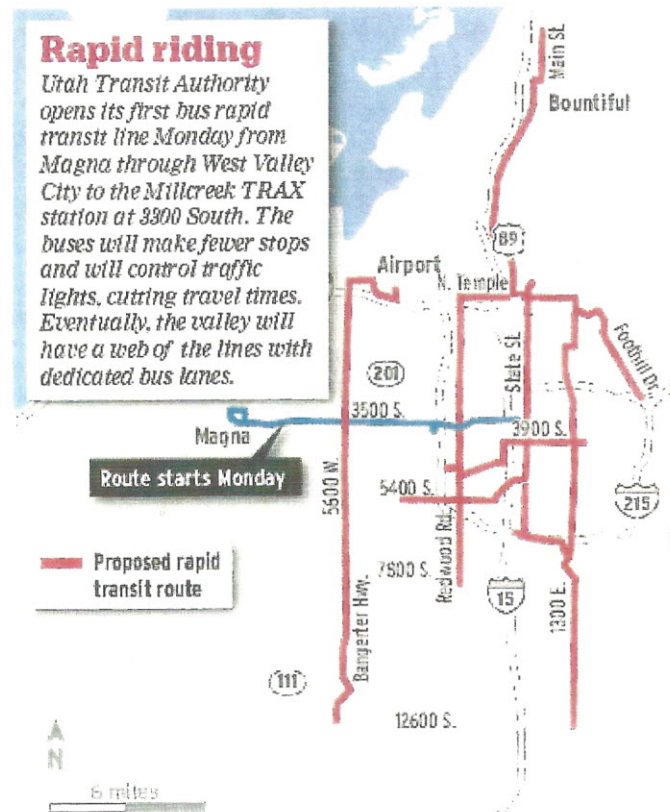 Rapid riding
Utah Transit Authority
opens its first bus rapid
transit line Monday from
Magna through West Valley
City to the Millcreek TRAX
station at 3300 South. The
buses will make fewer stops
and will control traffic
lights, cutting travel times.
Eventually, the valley will
have a web of the lines with
dedicated bus lanes.
Main St.
Bountiful
89
Airport
N. Temple
Foothill Dr.
201
State St.
3500 S.
3900 S.
Magna
Route starts Monday
5600 W.
5400 S.
215
Redwood Rd.
Proposed rapid
transit route
7800 S.
15
1300 E.
Bangerter Hwy.
111
12600 S.
N
6 miles